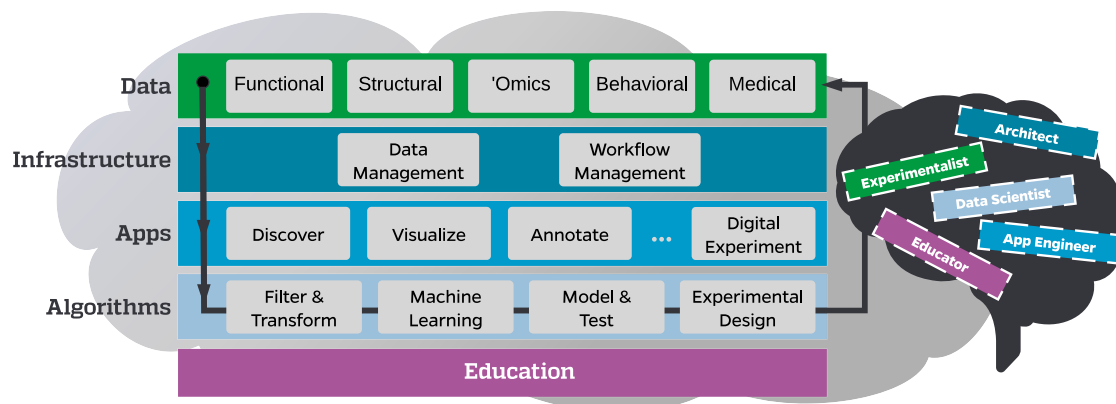 Data
Functional
Structural
'Omics
Behavioral
Medical
Infrastructure
Data
Management
Workflow
Management
Apps
Discover
Visualize
Annotate
...
Digital
Experiment
Algorithms
Filter &
Transform
Machine
Learning
Model &
Test
Experimental
Design
Education
Architect
Experimentalist
Data Scientist
App Engineer
Educator